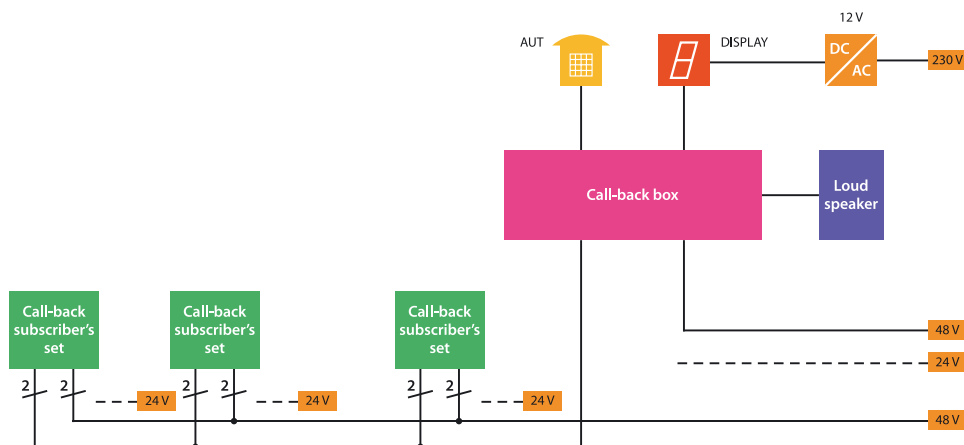 12 V
AUT
DISPLAY
DC
AC
230 V
Call-back box
Loud
speaker
Call-back
subscriber's
set
Call-back
subscriber's
set
Call-back
subscriber's
set
48 V
24 V
2
2
24 V
2
2
24 V
2
2
24 V
48 V